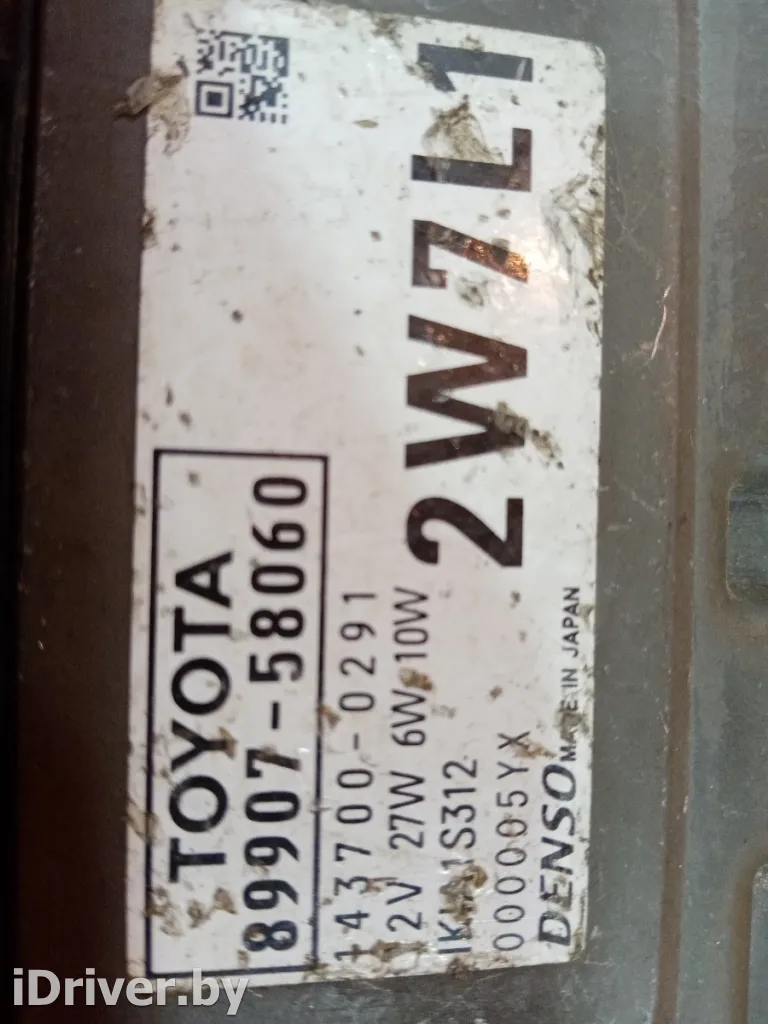 TOYOTA
89907-58060
143700-0291
12V 27W 6W 10W
000005YX
DENSO MADE IN JAPAN
2W7L1
iDriver.by